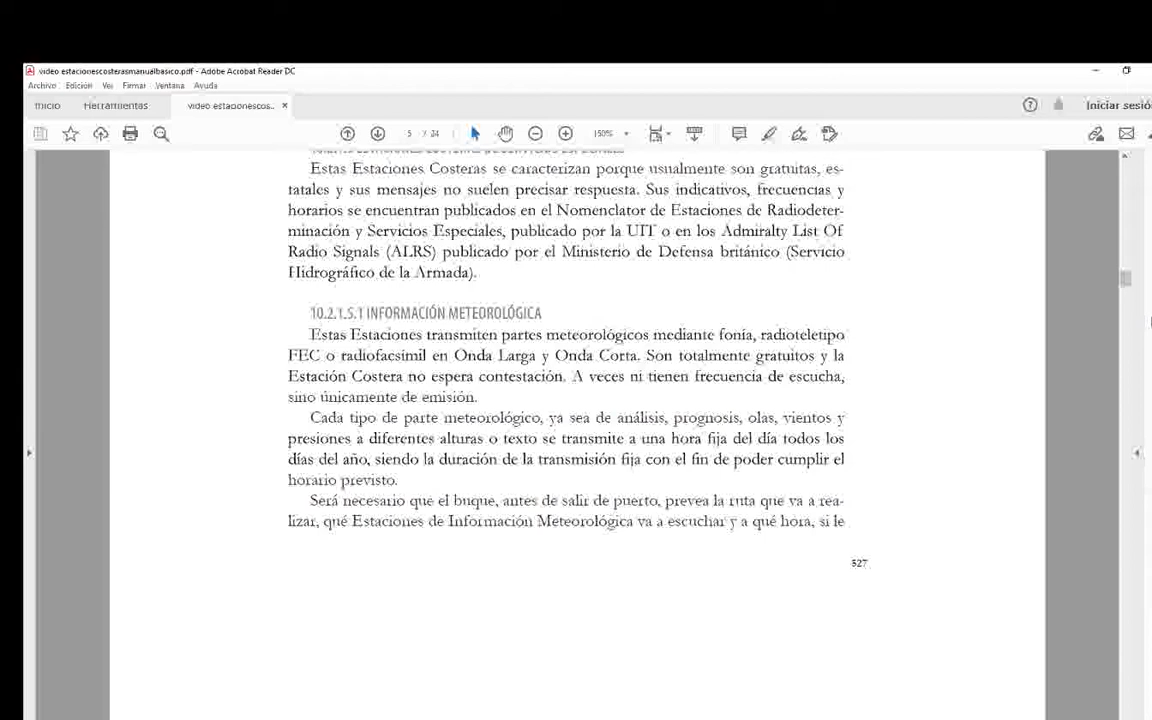 video estacionescosterasmanualbasico.pdf - Adobe Acrobat Reader DC
Archivo Edición Ver Firmar Ventana Ayuda
Inicio Herramientas video estacionescos... ×
Iniciar sesió
5 / 24 150%
Estas Estaciones Costeras se caracterizan porque usualmente son gratuitas, es-
tatales y sus mensajes no suelen precisar respuesta. Sus indicativos, frecuencias y
horarios se encuentran publicados en el Nomenclator de Estaciones de Radiodeter-
minación y Servicios Especiales, publicado por la UIT o en los Admiralty List Of
Radio Signals (ALRS) publicado por el Ministerio de Defensa británico (Servicio
Hidrográfico de la Armada).
10.2.1.5.1 INFORMACIÓN METEOROLÓGICA
Estas Estaciones transmiten partes meteorológicos mediante fonía, radioteletipo
FEC o radiofacsímil en Onda Larga y Onda Corta. Son totalmente gratuitos y la
Estación Costera no espera contestación. A veces ni tienen frecuencia de escucha,
sino únicamente de emisión.
Cada tipo de parte meteorológico, ya sea de análisis, prognosis, olas, vientos y
presiones a diferentes alturas o texto se transmite a una hora fija del día todos los
días del año, siendo la duración de la transmisión fija con el fin de poder cumplir el
horario previsto.
Será necesario que el buque, antes de salir de puerto, prevea la ruta que va a rea-
lizar, qué Estaciones de Información Meteorológica va a escuchar y a qué hora, si le
527